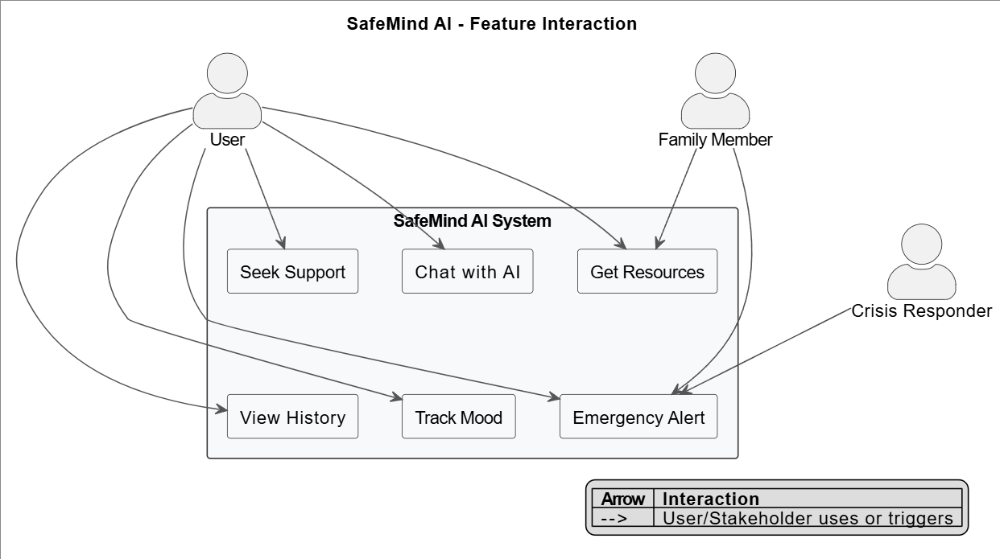 SafeMind AI - Feature Interaction
User
Family Member
SafeMind AI System
Seek Support
Chat with AI
Get Resources
Crisis Responder
View History
Track Mood
Emergency Alert
Arrow Interaction
--> User/Stakeholder uses or triggers